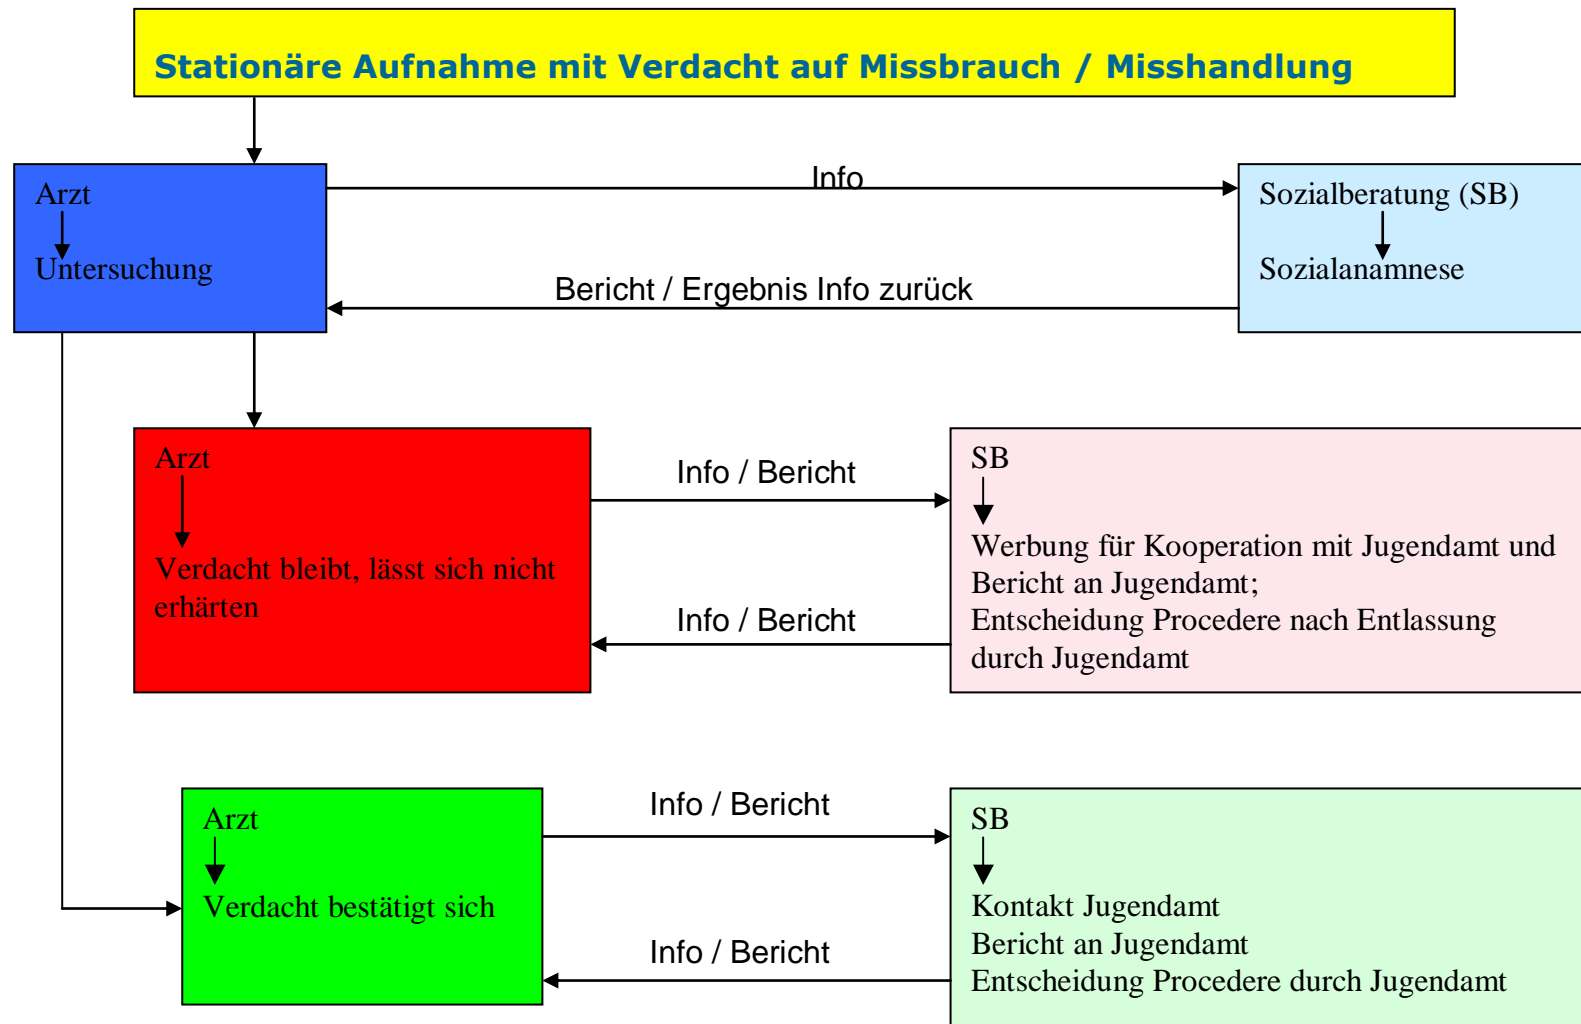 Stationäre Aufnahme mit Verdacht auf Missbrauch / Misshandlung
Arzt
Untersuchung
Info
Sozialberatung (SB)
Sozialanamnese
Bericht / Ergebnis Info zurück
Arzt
Verdacht bleibt, lässt sich nicht
erhärten
Info / Bericht
Info / Bericht
SB
Werbung für Kooperation mit Jugendamt und
Bericht an Jugendamt;
Entscheidung Procedere nach Entlassung
durch Jugendamt
Arzt
Verdacht bestätigt sich
Info / Bericht
Info / Bericht
SB
Kontakt Jugendamt
Bericht an Jugendamt
Entscheidung Procedere durch Jugendamt